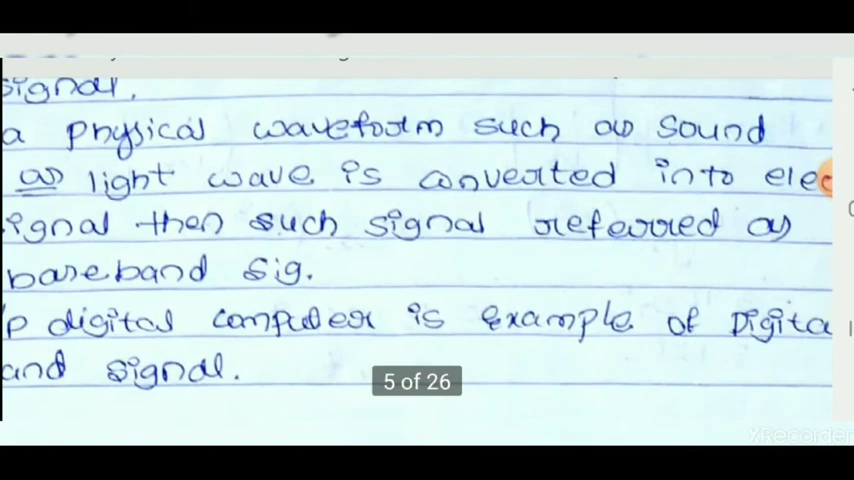 signal.
a physical waveform such as sound
as light wave is converted into elec
ignal then such signal referred as
baseband sig.
p digital computer is example of Digita
and signal.
5 of 26
XRecorder